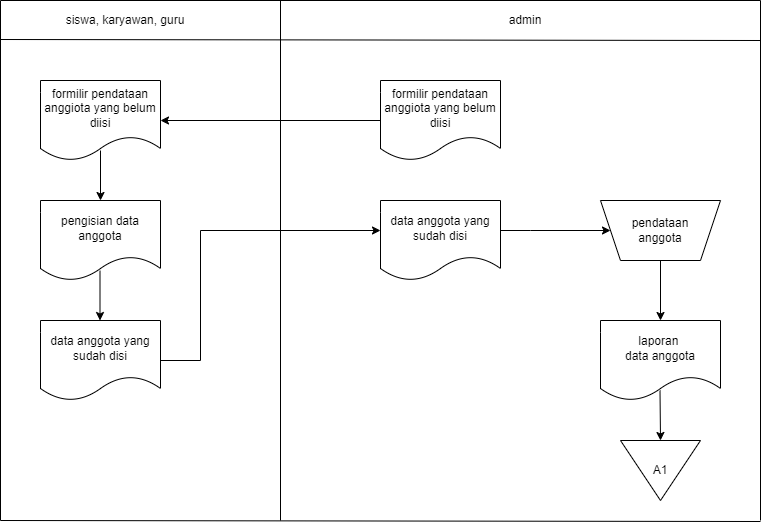 siswa, karyawan, guru
admin
formilir pendataan
anggiota yang belum
diisi
formilir pendataan
anggiota yang belum
diisi
pengisian data
anggota
data anggota yang
sudah disi
pendataan
anggota
data anggota yang
sudah disi
laporan
data anggota
A1